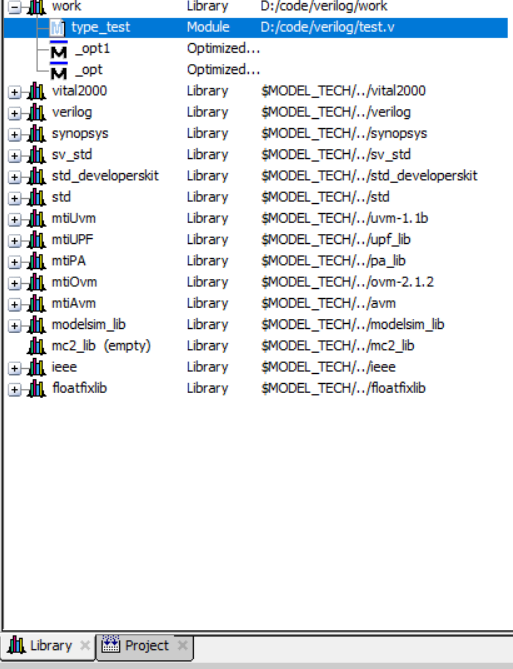 work Library D:/code/verilog/work
type_test Module D:/code/verilog/test.v
_opt1 Optimized...
_opt Optimized...
vital2000 Library $MODEL_TECH/../vital2000
verilog Library $MODEL_TECH/../verilog
synopsys Library $MODEL_TECH/../synopsys
sv_std Library $MODEL_TECH/../sv_std
std_developerskit Library $MODEL_TECH/../std_developerskit
std Library $MODEL_TECH/../std
mtiUvm Library $MODEL_TECH/../uvm-1.1b
mtiUPF Library $MODEL_TECH/../upf_lib
mtiPA Library $MODEL_TECH/../pa_lib
mtiOvm Library $MODEL_TECH/../ovm-2.1.2
mtiAvm Library $MODEL_TECH/../avm
modelsim_lib Library $MODEL_TECH/../modelsim_lib
mc2_lib (empty) Library $MODEL_TECH/../mc2_lib
ieee Library $MODEL_TECH/../ieee
floatfixlib Library $MODEL_TECH/../floatfixlib
Library Project